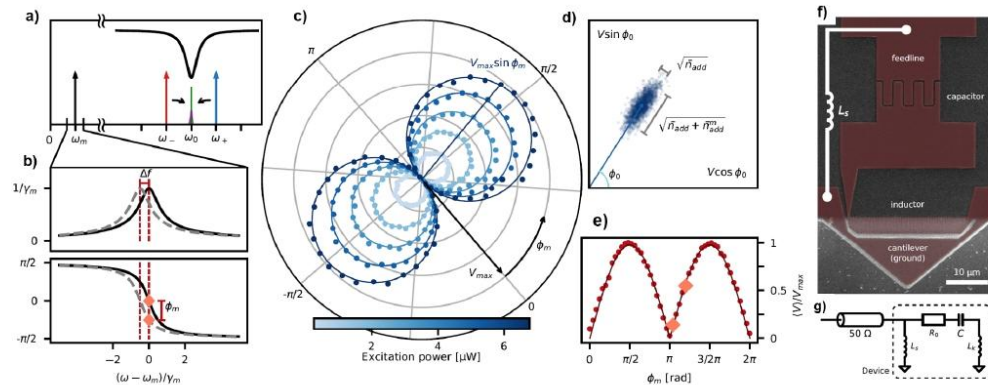 a)
0
ω_m
ω_-
ω_0
ω_+
b)
Δf
1/γ_m
0
π/2
0
-π/2
ϕ_m
-2
0
2
(ω − ω_m)/γ_m
c)
π
π/2
V_max sin ϕ_m
ϕ_m
V_max
-π/2
0
2
4
6
Excitation power [μW]
d)
V sin ϕ_0
√n̄_add
√n̄_add + n̄^m_add
ϕ_0
V cos ϕ_0
e)
1
0.5
0
⟨V⟩/V_max
0
π/2
π
3/2π
2π
ϕ_m [rad]
f)
feedline
L_s
capacitor
inductor
cantilever
(ground)
10 μm
g)
50 Ω
L_s
R_0
C
L_k
Device